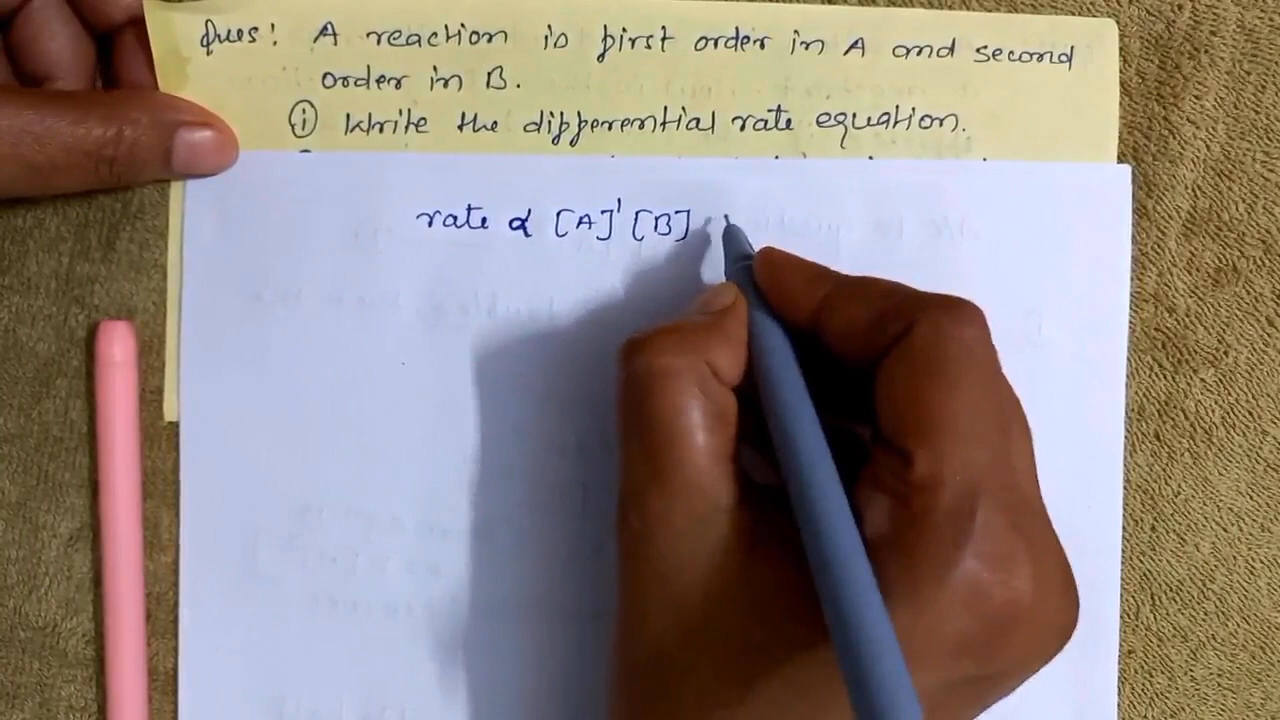 Ques: A reaction is first order in A and second
order in B.
(i) Write the differential rate equation.
rate ∝ [A]¹ [B]